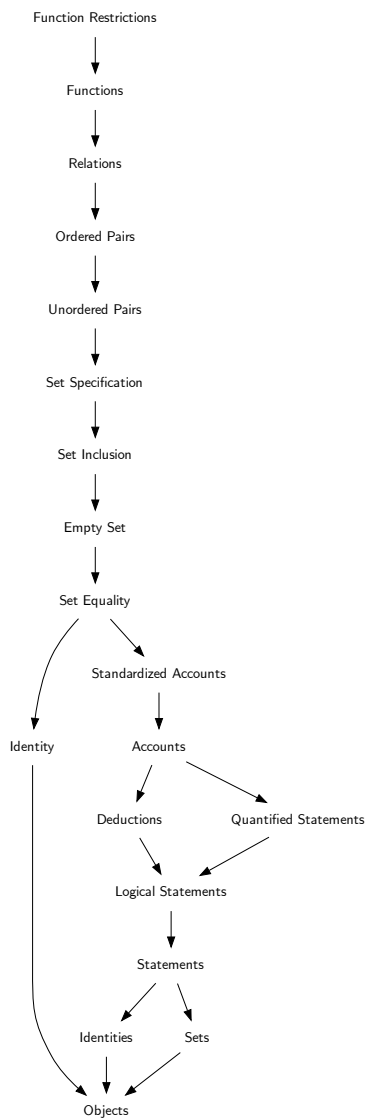 Function Restrictions
Functions
Relations
Ordered Pairs
Unordered Pairs
Set Specification
Set Inclusion
Empty Set
Set Equality
Standardized Accounts
Identity
Accounts
Deductions
Quantified Statements
Logical Statements
Statements
Identities
Sets
Objects